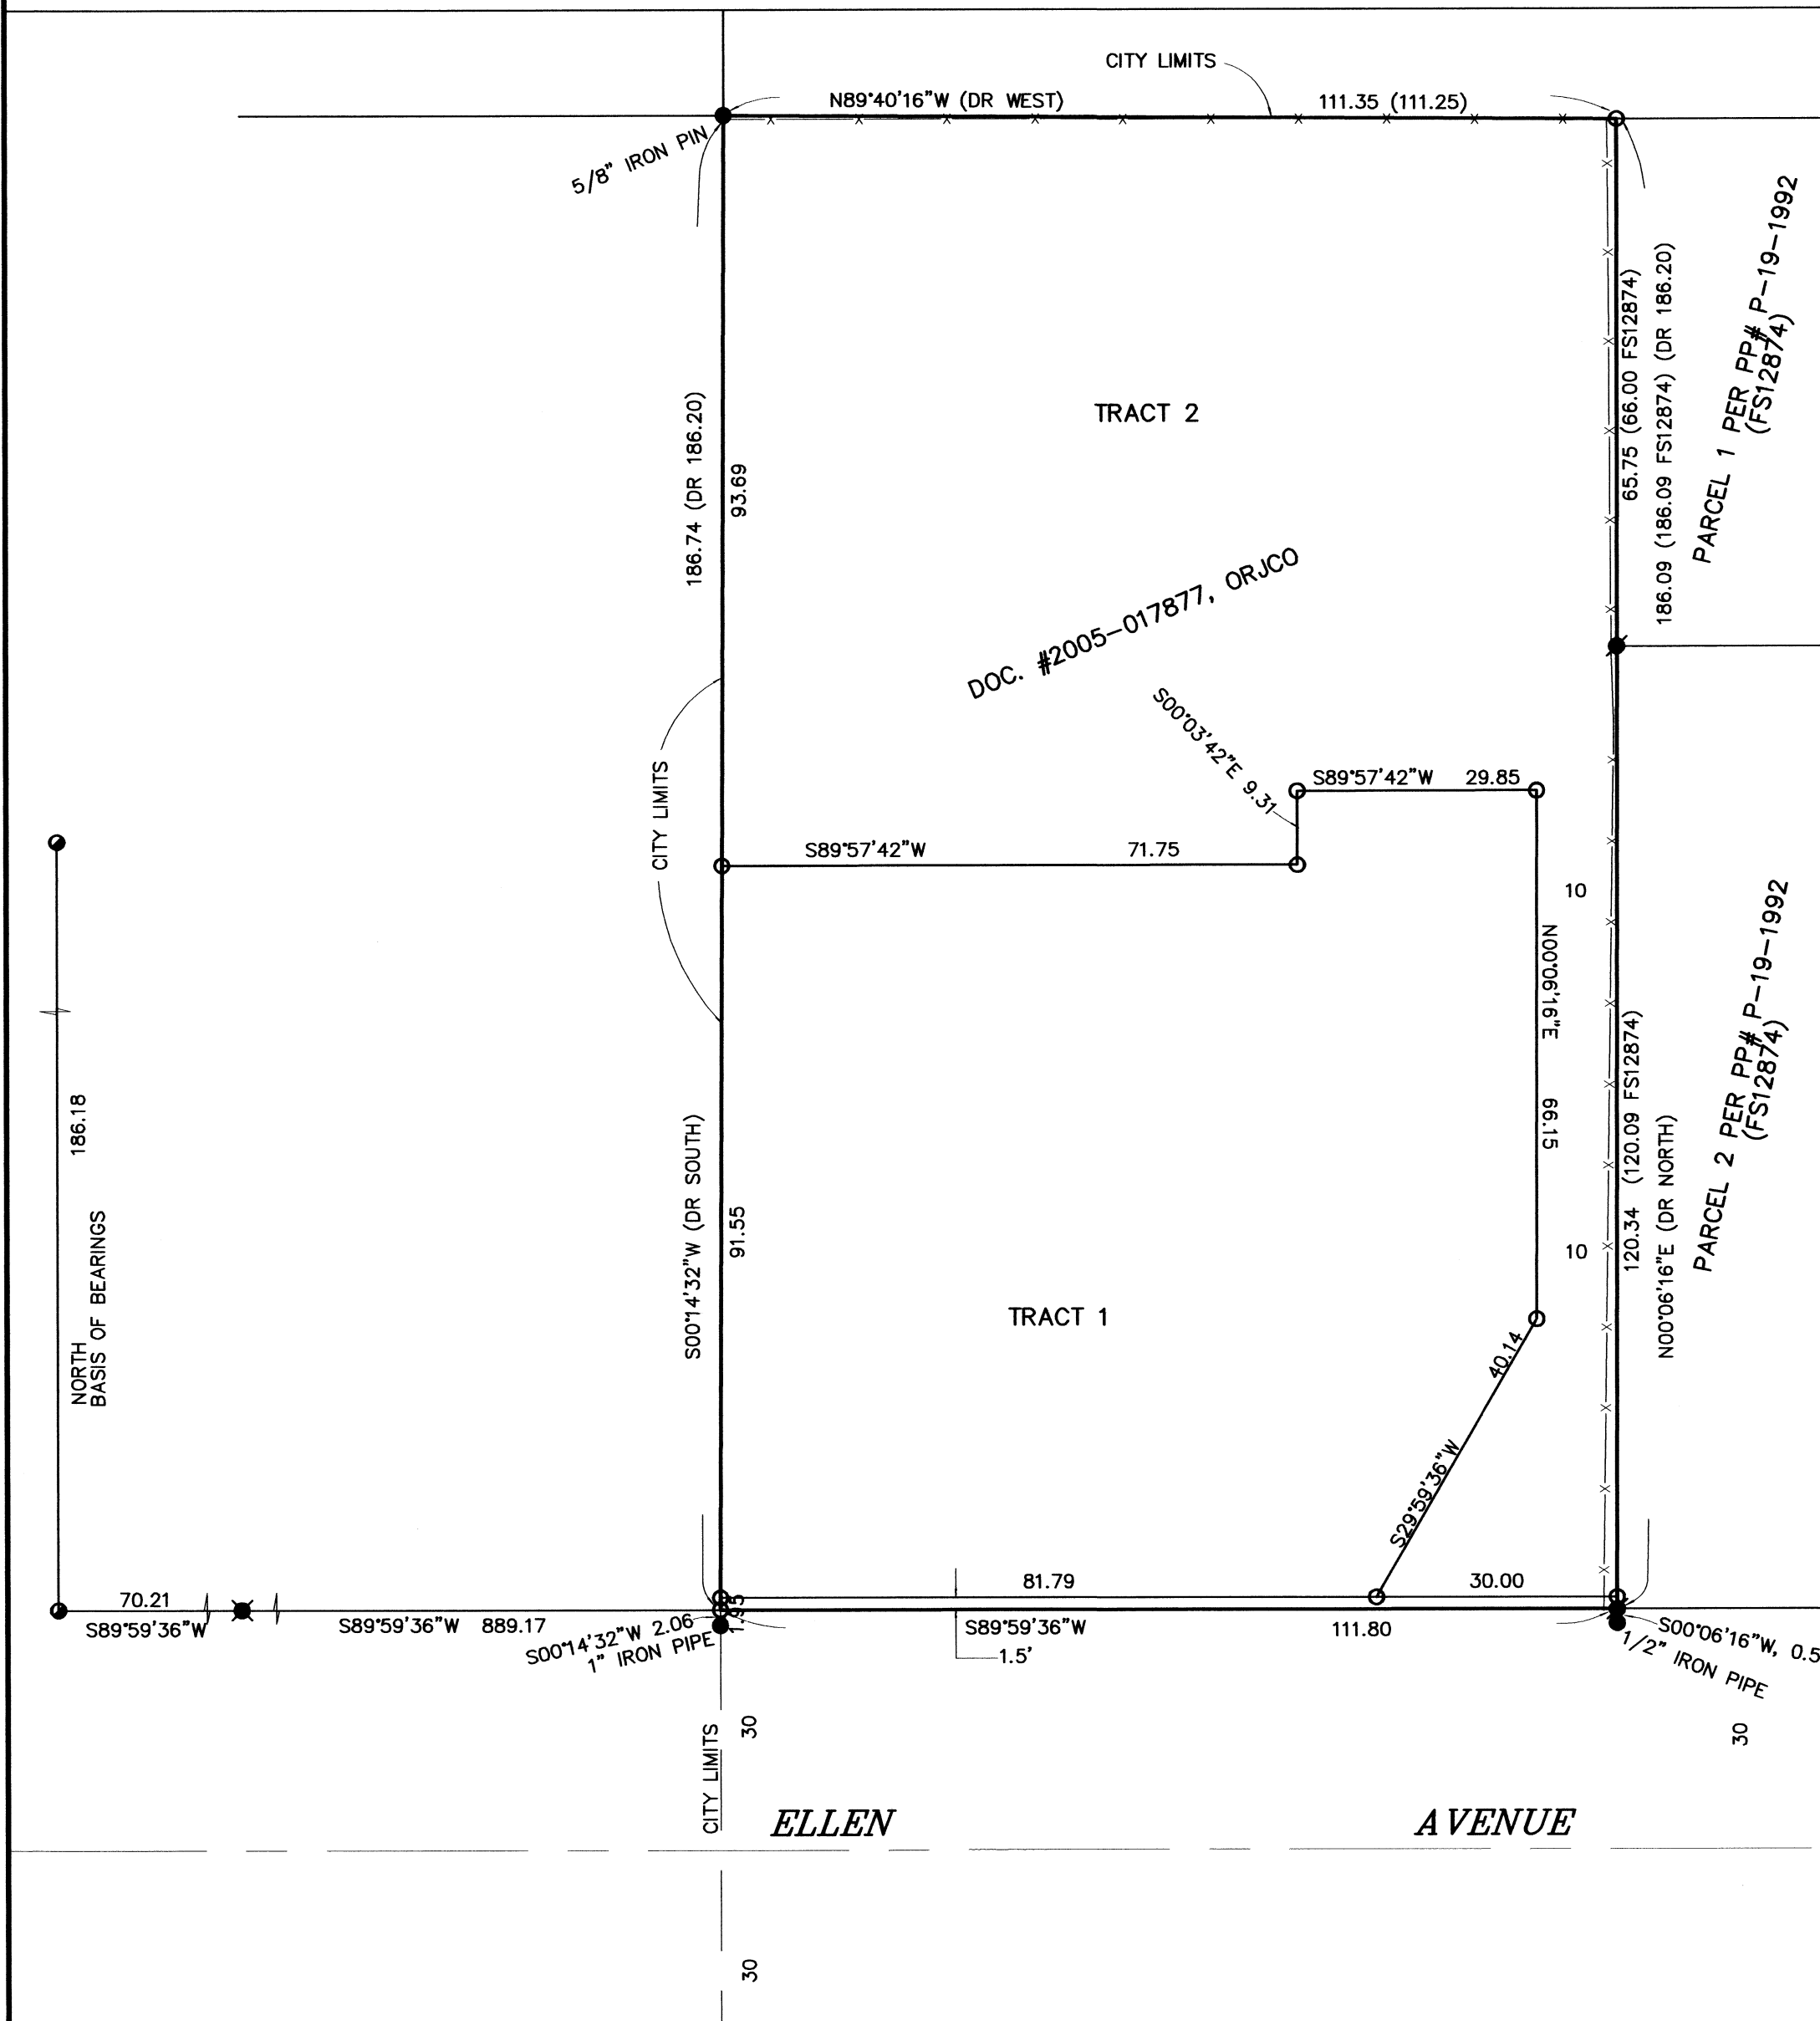 CITY LIMITS
N89°40'16"W (DR WEST)
111.35 (111.25)
5/8" IRON PIN
186.74 (DR 186.20)
93.69
TRACT 2
65.75 (66.00 FS12874)
186.09 (186.09 FS12874) (DR 186.20)
PARCEL 1 PER PP# P-19-1992
(FS12874)
DOC. #2005-017877, ORJCO
S00°03'42"E 9.31
S89°57'42"W 29.85
CITY LIMITS
S89°57'42"W 71.75
10
N00°06'16"E 66.15
PARCEL 2 PER PP# P-19-1992
(FS12874)
186.18
NORTH
BASIS OF BEARINGS
S00°14'32"W (DR SOUTH)
91.55
10
120.34 (120.09 FS12874)
N00°06'16"E (DR NORTH)
TRACT 1
40.14
S29°59'36"W
70.21
S89°59'36"W
S89°59'36"W 889.17
81.79
30.00
S00°14'32"W 2.06
1" IRON PIPE
1.95
S89°59'36"W
111.80
1.5'
S00°06'16"W, 0.5
1/2" IRON PIPE
CITY LIMITS
30
30
ELLEN AVENUE
30